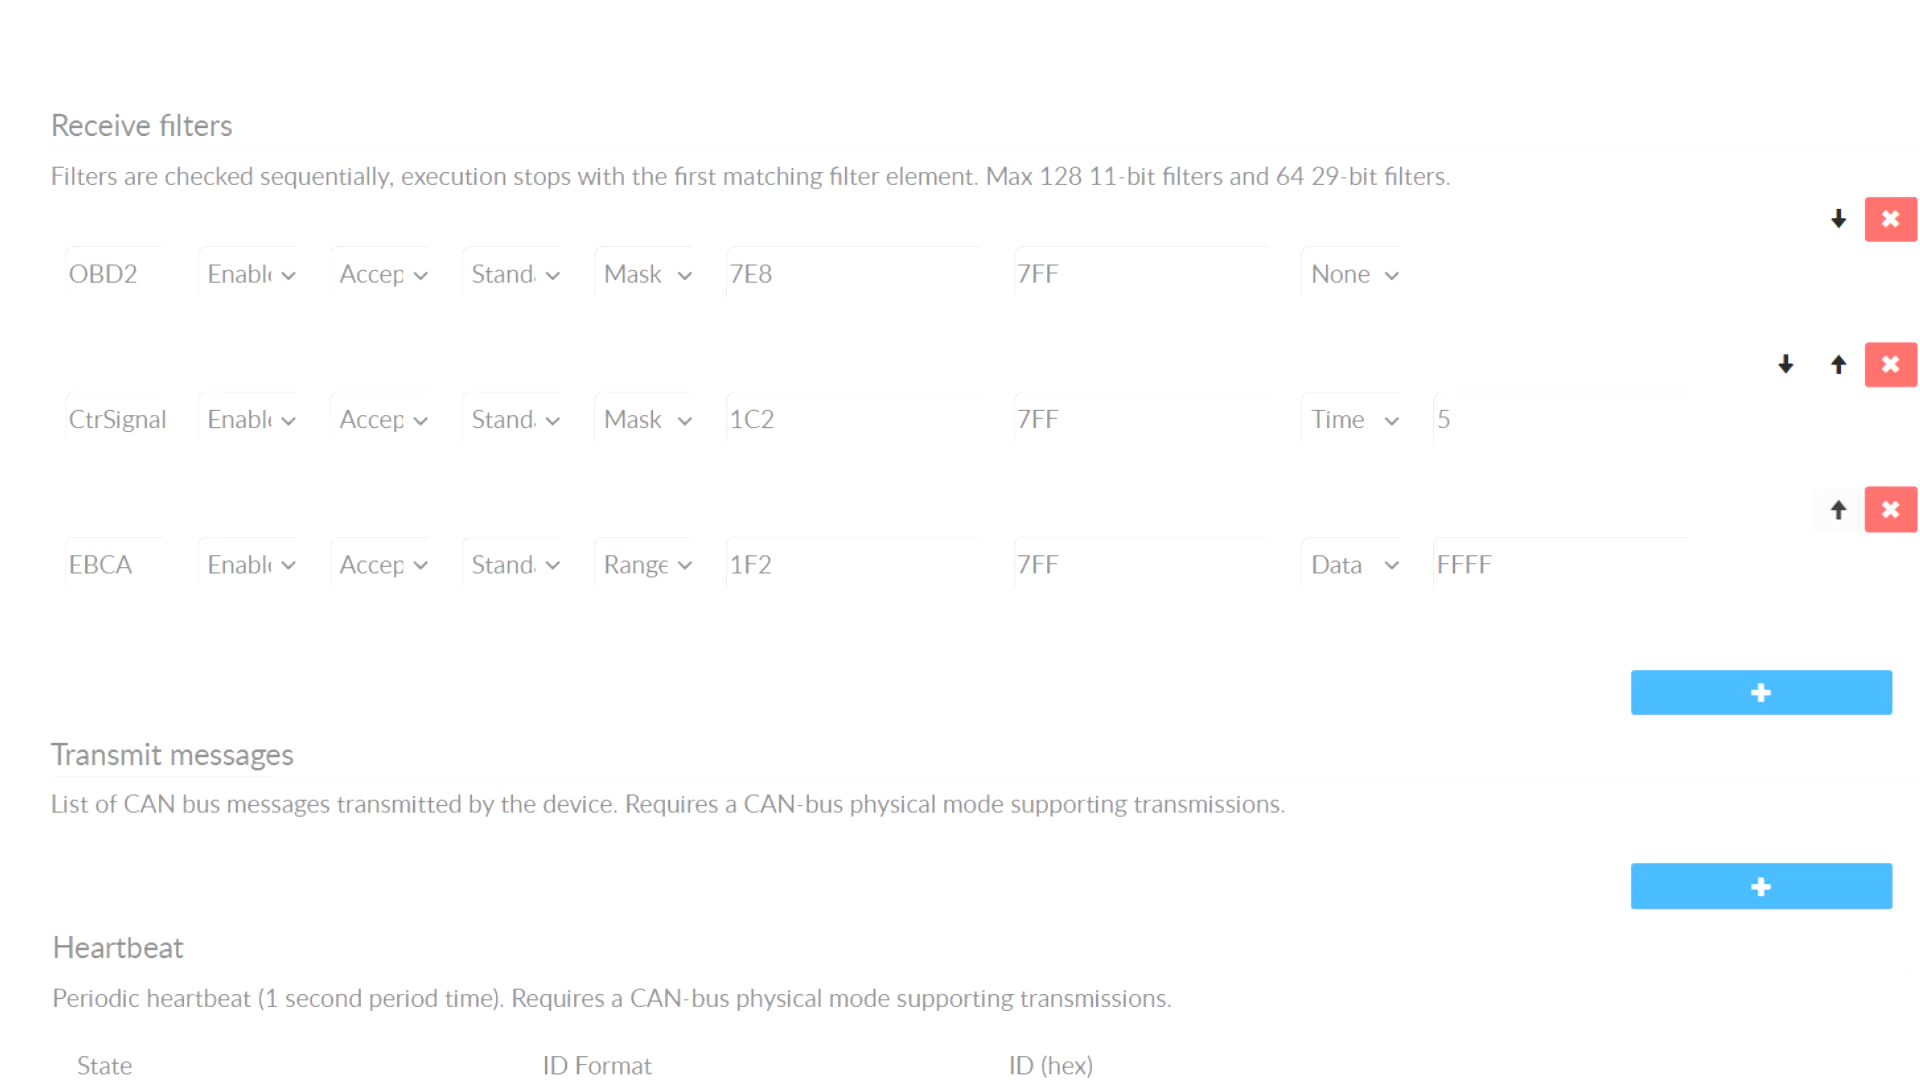 Receive filters
Filters are checked sequentially, execution stops with the first matching filter element. Max 128 11-bit filters and 64 29-bit filters.
OBD2 Enable Accep Stand. Mask 7E8 7FF None
CtrSignal Enable Accep Stand. Mask 1C2 7FF Time 5
EBCA Enable Accep Stand. Range 1F2 7FF Data FFFF
Transmit messages
List of CAN bus messages transmitted by the device. Requires a CAN-bus physical mode supporting transmissions.
Heartbeat
Periodic heartbeat (1 second period time). Requires a CAN-bus physical mode supporting transmissions.
State ID Format ID (hex)